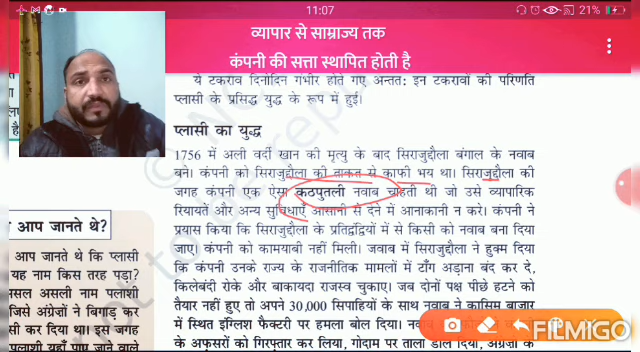 11:07
21%
व्यापार से साम्राज्य तक
कंपनी की सत्ता स्थापित होती है
ये टकराव दिनोंदिन गंभीर होते गए अन्ततः इन टकरावों की परिणति
प्लासी के प्रसिद्ध युद्ध के रूप में हुई।
प्लासी का युद्ध
1756 में अली वर्दी खान की मृत्यु के बाद सिराजुद्दौला बंगाल के नवाब
बने। कंपनी को सिराजुद्दौला की ताकत से काफी भय था। सिराजुद्दौला की
जगह कंपनी एक ऐसा कठपुतली नवाब चाहती थी जो उसे व्यापारिक
रियायतें और अन्य सुविधाएँ आसानी से देने में आनाकानी न करे। कंपनी ने
प्रयास किया कि सिराजुद्दौला के प्रतिद्वंद्वियों में से किसी को नवाब बना दिया
जाए। कंपनी को कामयाबी नहीं मिली। जवाब में सिराजुद्दौला ने हुक्म दिया
कि कंपनी उनके राज्य के राजनीतिक मामलों में टाँग अड़ाना बंद कर दे,
किलेबंदी रोके और बाकायदा राजस्व चुकाए। जब दोनों पक्ष पीछे हटने को
तैयार नहीं हुए तो अपने 30,000 सिपाहियों के साथ नवाब ने कासिम बाजार
में स्थित इंग्लिश फैक्टरी पर हमला बोल दिया।
के अफसरों को गिरफ्तार कर लिया, गोदाम पर ताला डाल दिया, अंग्रेजों के
आप जानते थे?
आप जानते थे कि प्लासी
यह नाम किस तरह पड़ा?
असली नाम पलाशी
जिसे अंग्रेजों ने बिगाड़ कर
सी कर दिया था। इस जगह
पलाशी यहाँ पाए जाने वाले
FILMIGO